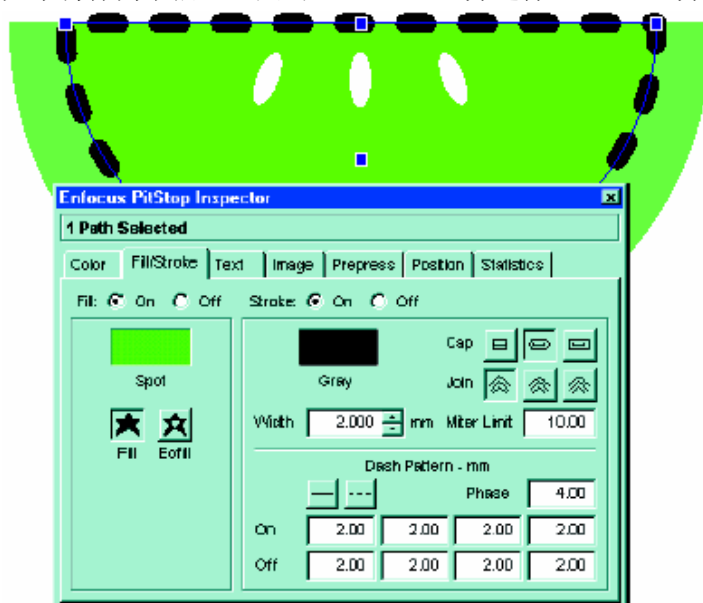 Enfocus PitStop Inspector
1 Path Selected
Color Fill/Stroke Text Image Prepress Position Statistics
Fill: On Off Stroke: On Off
Cap
Spot Gray Join
Width 2.000 mm Miter Limit 10.00
Fill Eofill
Dash Pattern - mm
Phase 4.00
On 2.00 2.00 2.00 2.00
Off 2.00 2.00 2.00 2.00